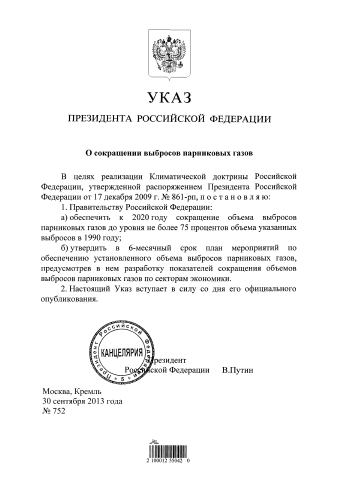 УКАЗ
ПРЕЗИДЕНТА РОССИЙСКОЙ ФЕДЕРАЦИИ
О сокращении выбросов парниковых газов
В целях реализации Климатической доктрины Российской
Федерации, утвержденной распоряжением Президента Российской
Федерации от 17 декабря 2009 г. № 861-рп, п о с т а н о в л я ю:
1. Правительству Российской Федерации:
а) обеспечить к 2020 году сокращение объема выбросов
парниковых газов до уровня не более 75 процентов объема указанных
выбросов в 1990 году;
б) утвердить в 6-месячный срок план мероприятий по
обеспечению установленного объема выбросов парниковых газов,
предусмотрев в нем разработку показателей сокращения объемов
выбросов парниковых газов по секторам экономики.
2. Настоящий Указ вступает в силу со дня его официального
опубликования.
Президент Российской Федерации
КАНЦЕЛЯРИЯ
* 5 *
Президент
Российской Федерации В.Путин
Москва, Кремль
30 сентября 2013 года
№ 752
2 100012 55042 0